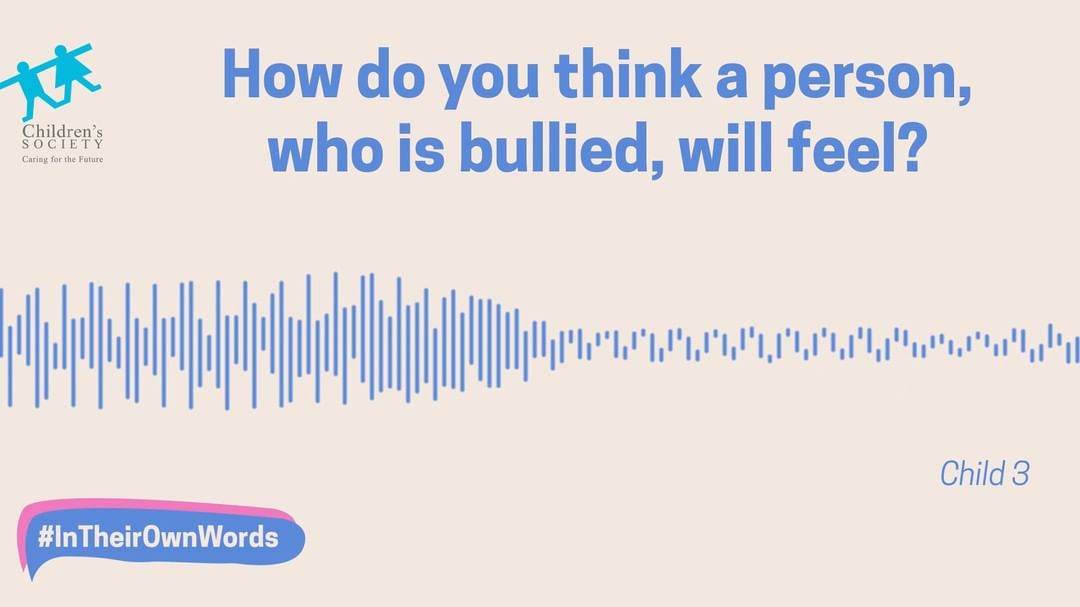 How do you think a person,
who is bullied, will feel?
Children's
SOCIETY
Caring for the Future
Child 3
#InTheirOwnWords